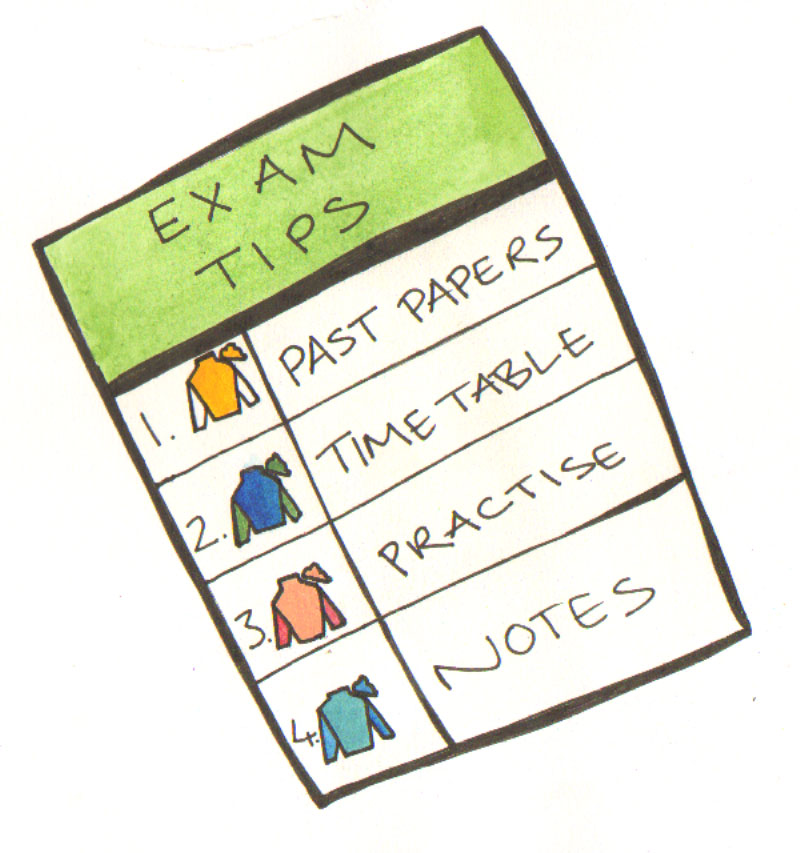 EXAM
TIPS
1. PAST PAPERS
2. TIMETABLE
3. PRACTISE
4. NOTES